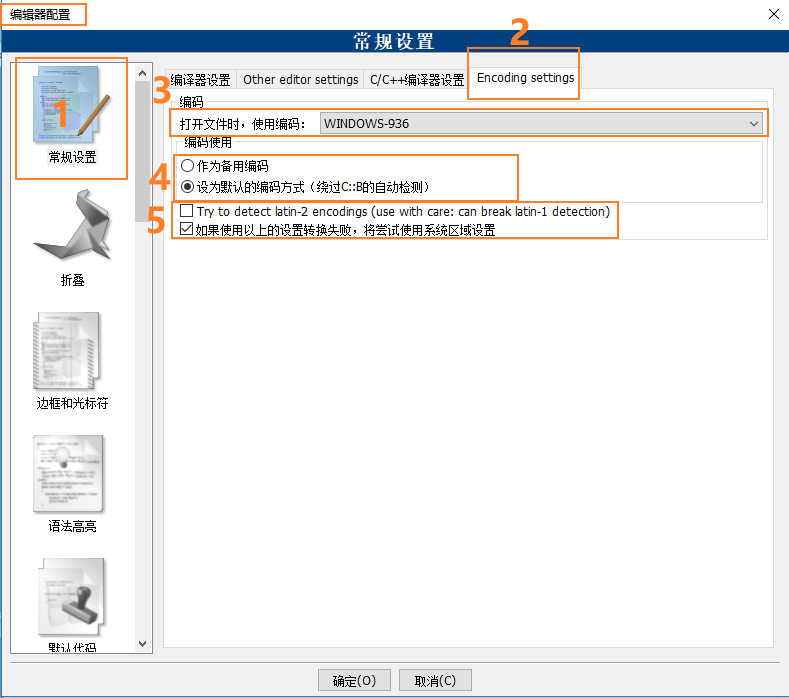 编辑器配置
常规设置
2
编译器设置 Other editor settings C/C++编译器设置 Encoding settings
3
编码
1
打开文件时，使用编码： WINDOWS-936
编码使用
常规设置
4
作为备用编码
设为默认的编码方式（绕过C::B的自动检测）
5
Try to detect latin-2 encodings (use with care: can break latin-1 detection)
如果使用以上的设置转换失败，将尝试使用系统区域设置
折叠
边框和光标符
语法高亮
默认代码
确定(O) 取消(C)